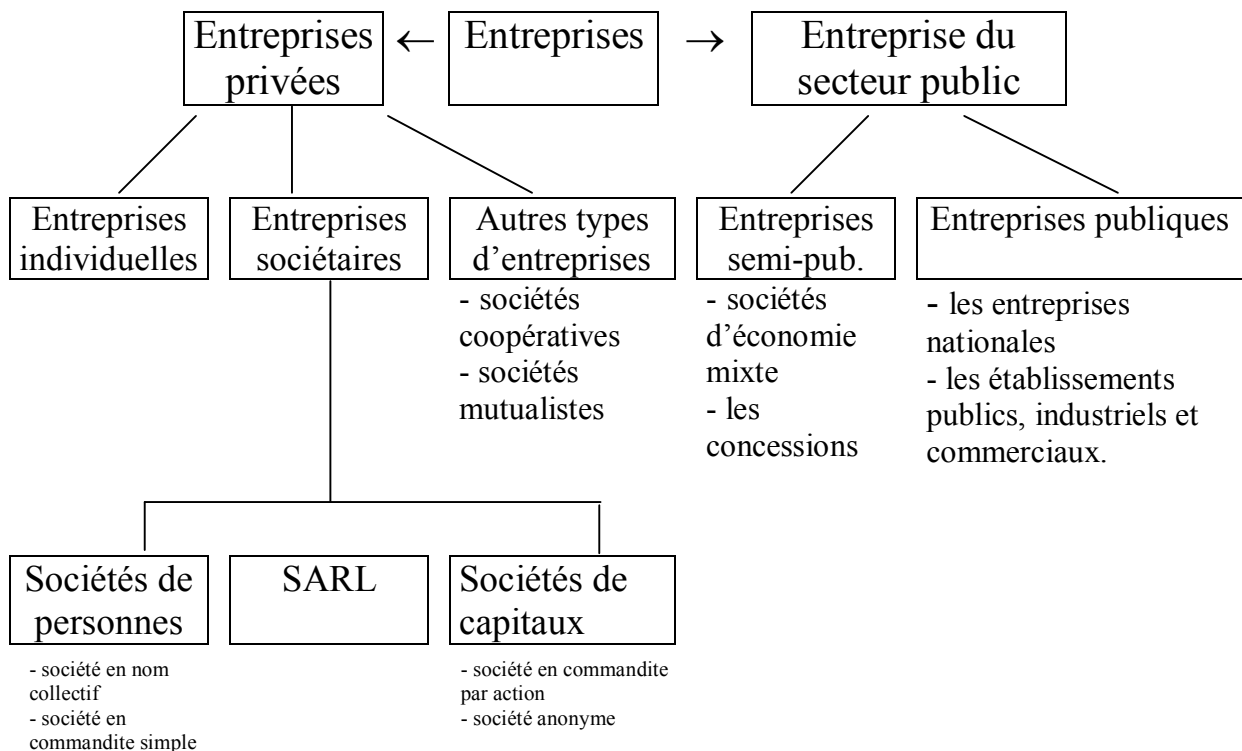 Entreprises
privées
←
Entreprises
→
Entreprise du
secteur public
Entreprises
individuelles
Entreprises
sociétaires
Autres types
d’entreprises
- sociétés
coopératives
- sociétés
mutualistes
Entreprises
semi-pub.
- sociétés
d’économie
mixte
- les
concessions
Entreprises publiques
- les entreprises
nationales
- les établissements
publics, industriels et
commerciaux.
Sociétés de
personnes
- société en nom
collectif
- société en
commandite simple
SARL
Sociétés de
capitaux
- société en commandite
par action
- société anonyme